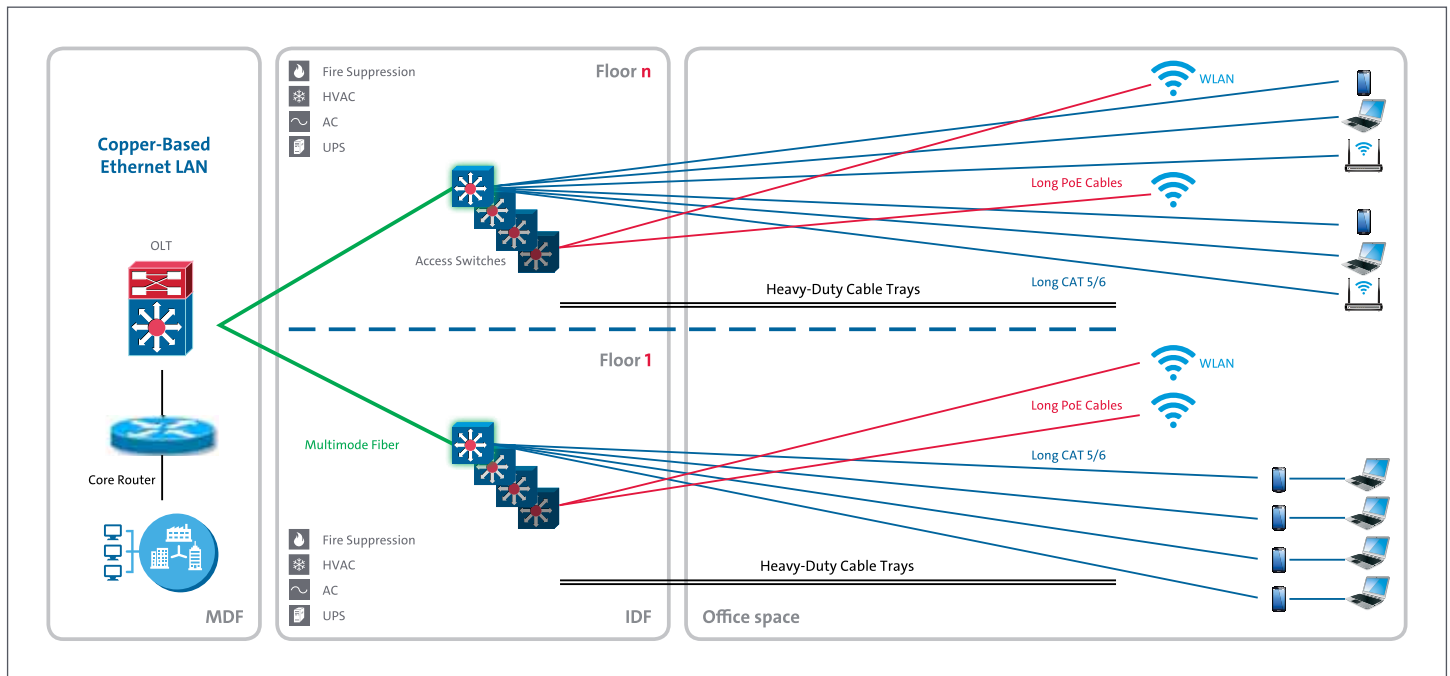 Copper-Based
Ethernet LAN
OLT
Core Router
MDF
Fire Suppression
HVAC
AC
UPS
Floor n
Access Switches
Multimode Fiber
Floor 1
Fire Suppression
HVAC
AC
UPS
IDF
WLAN
Long PoE Cables
Long CAT 5/6
Heavy-Duty Cable Trays
WLAN
Long PoE Cables
Long CAT 5/6
Heavy-Duty Cable Trays
Office space